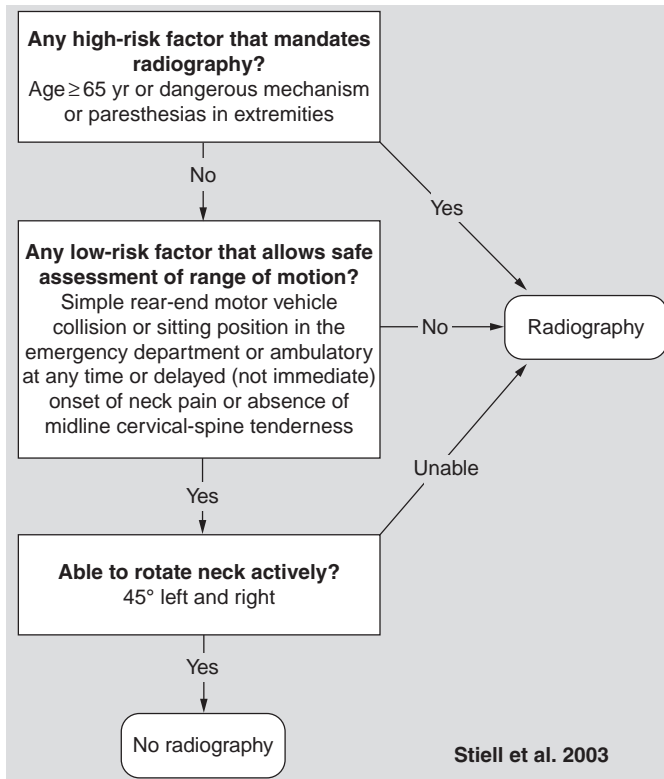 Any high-risk factor that mandates
radiography?
Age ≥ 65 yr or dangerous mechanism
or paresthesias in extremities
No
Yes
Any low-risk factor that allows safe
assessment of range of motion?
Simple rear-end motor vehicle
collision or sitting position in the
emergency department or ambulatory
at any time or delayed (not immediate)
onset of neck pain or absence of
midline cervical-spine tenderness
No
Radiography
Unable
Yes
Able to rotate neck actively?
45° left and right
Yes
No radiography
Stiell et al. 2003